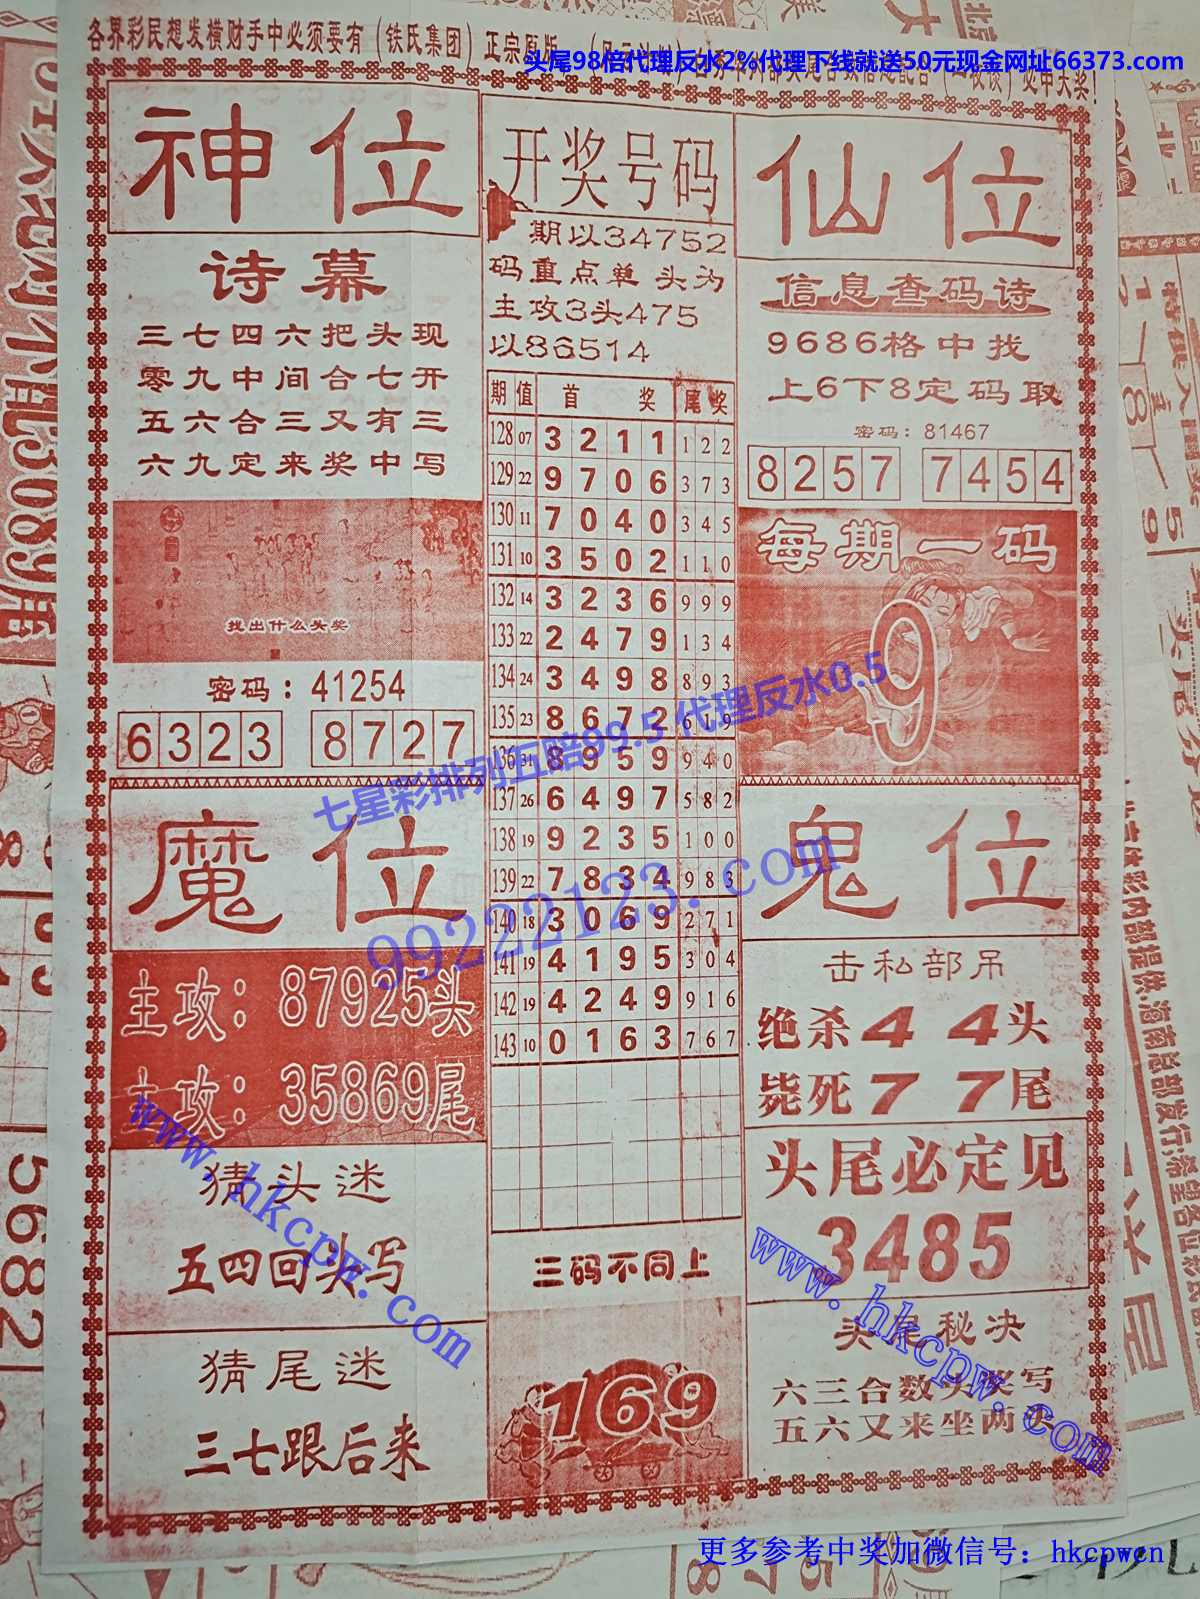 各界彩民想发横财手中必须要有（铁氏集团）正宗原版
头尾98倍代理反水2%代理下线就送50元现金网址66373.com
必中大奖
神位
诗幕
三七四六把头现
零九中间合七开
五六合三又有三
六九定来奖中写
找出什么头奖
密码：41254
6323 8727
魔位
主攻：87925头
主攻：35869尾
猜头迷
五四回头写
猜尾迷
三七跟后来
开奖号码
期以34752
码重点单头为
主攻3头475
以86514
期 值 首奖 尾奖
128 07 3211 122
129 22 9706 373
130 11 7040 345
131 10 3502 110
132 14 3236 999
133 22 2479 134
134 24 3498 893
135 23 8672 619
136 31 8959 940
137 26 6497 582
138 19 9235 100
139 22 7834 983
140 18 3069 271
141 19 4195 304
142 19 4249 916
143 10 0163 767
三码不同上
169
仙位
信息查码诗
9686格中找
上6下8定码取
密码：81467
8257 7454
每期一码
9
鬼位
击私部吊
绝杀44头
毙死77尾
头尾必定见
3485
头尾秘决
六三合数头奖写
五六又来坐两头
七星彩排列五赔99.5 代理反水0.5
99222123.com
www.hkcpw.com
www.hkcpw.com
更多参考中奖加微信号：hkcpwcn